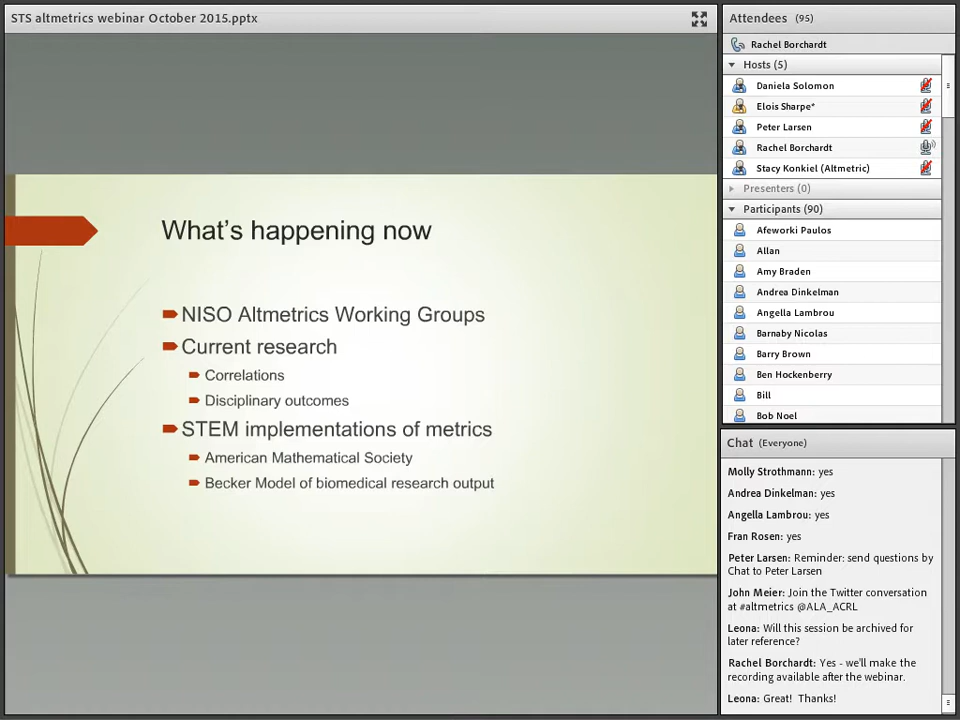 STS altmetrics webinar October 2015.pptx
What's happening now
NISO Altmetrics Working Groups
Current research
Correlations
Disciplinary outcomes
STEM implementations of metrics
American Mathematical Society
Becker Model of biomedical research output
Attendees (95)
Rachel Borchardt
Hosts (5)
Daniela Solomon
Elois Sharpe*
Peter Larsen
Rachel Borchardt
Stacy Konkiel (Altmetric)
Presenters (0)
Participants (90)
Afeworki Paulos
Allan
Amy Braden
Andrea Dinkelman
Angella Lambrou
Barnaby Nicolas
Barry Brown
Ben Hockenberry
Bill
Bob Noel
Chat (Everyone)
Molly Strothmann: yes
Andrea Dinkelman: yes
Angella Lambrou: yes
Fran Rosen: yes
Peter Larsen: Reminder: send questions by
Chat to Peter Larsen
John Meier: Join the Twitter conversation
at #altmetrics @ALA_ACRL
Leona: Will this session be archived for
later reference?
Rachel Borchardt: Yes - we'll make the
recording available after the webinar.
Leona: Great! Thanks!